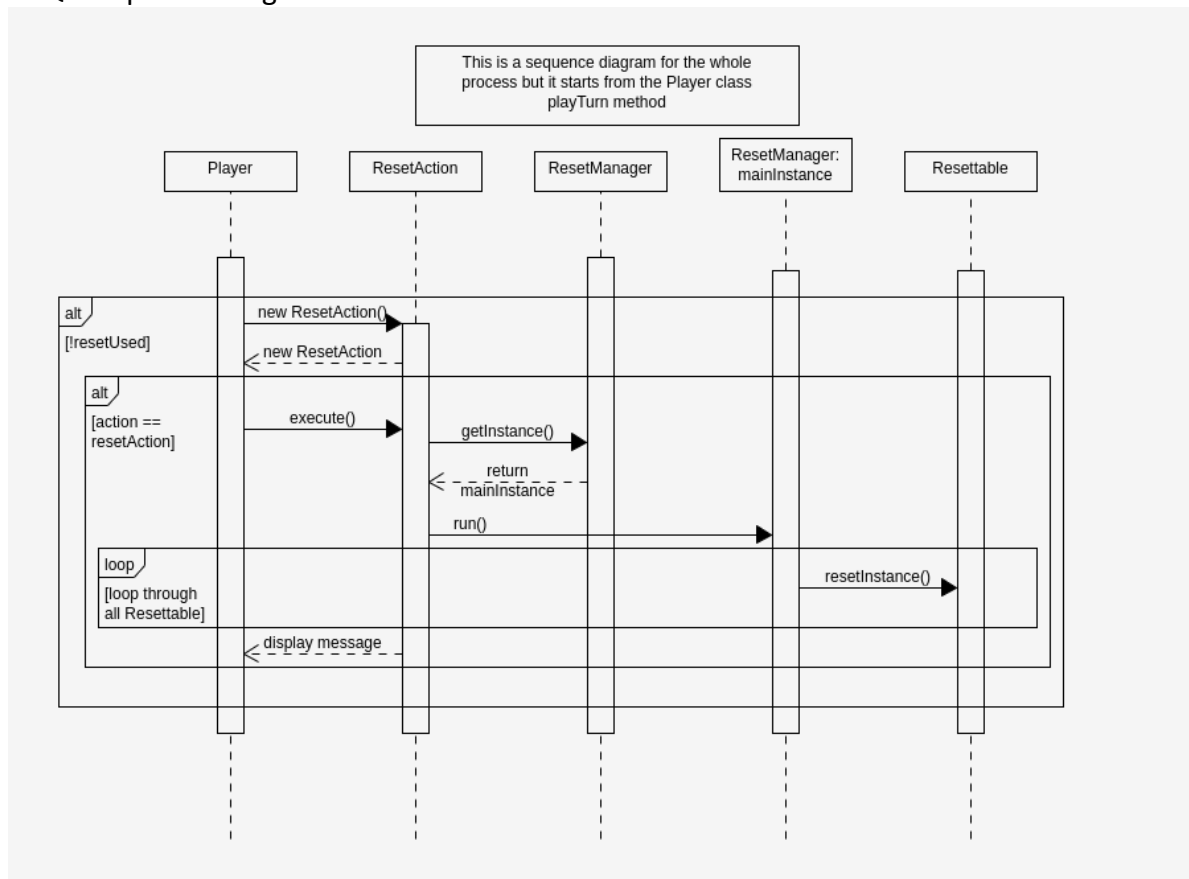 This is a sequence diagram for the whole
process but it starts from the Player class
playTurn method
Player
ResetAction
ResetManager
ResetManager:
mainInstance
Resettable
alt
[!resetUsed]
new ResetAction()
new ResetAction
alt
[action ==
resetAction]
execute()
getInstance()
return
mainInstance
run()
loop
[loop through
all Resettable]
resetInstance()
display message